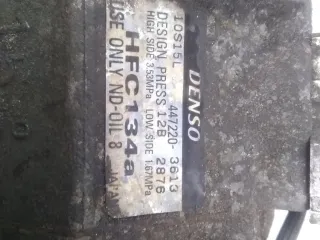 DENSO
10S15L 447220-3613
DESIGN PRESS 12B 2876
HIGH SIDE 3.53MPa LOW SIDE 1.67MPa
HFC134a
USE ONLY ND-OIL 8 JAPAN